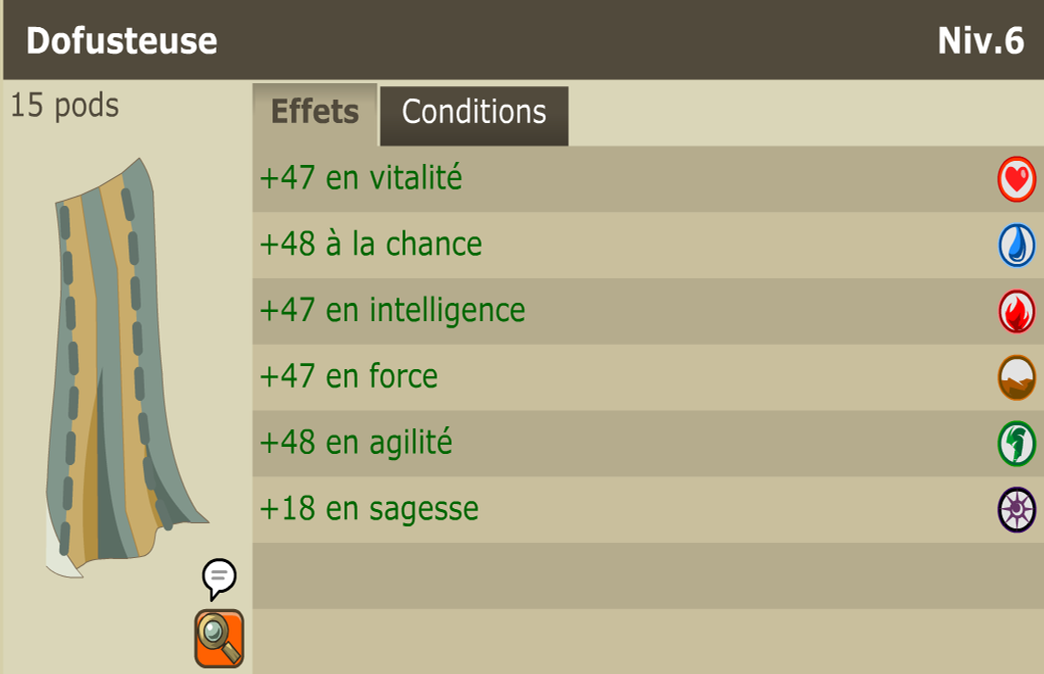 Dofusteuse
Niv.6
15 pods
Effets
Conditions
+47 en vitalité
+48 à la chance
+47 en intelligence
+47 en force
+48 en agilité
+18 en sagesse